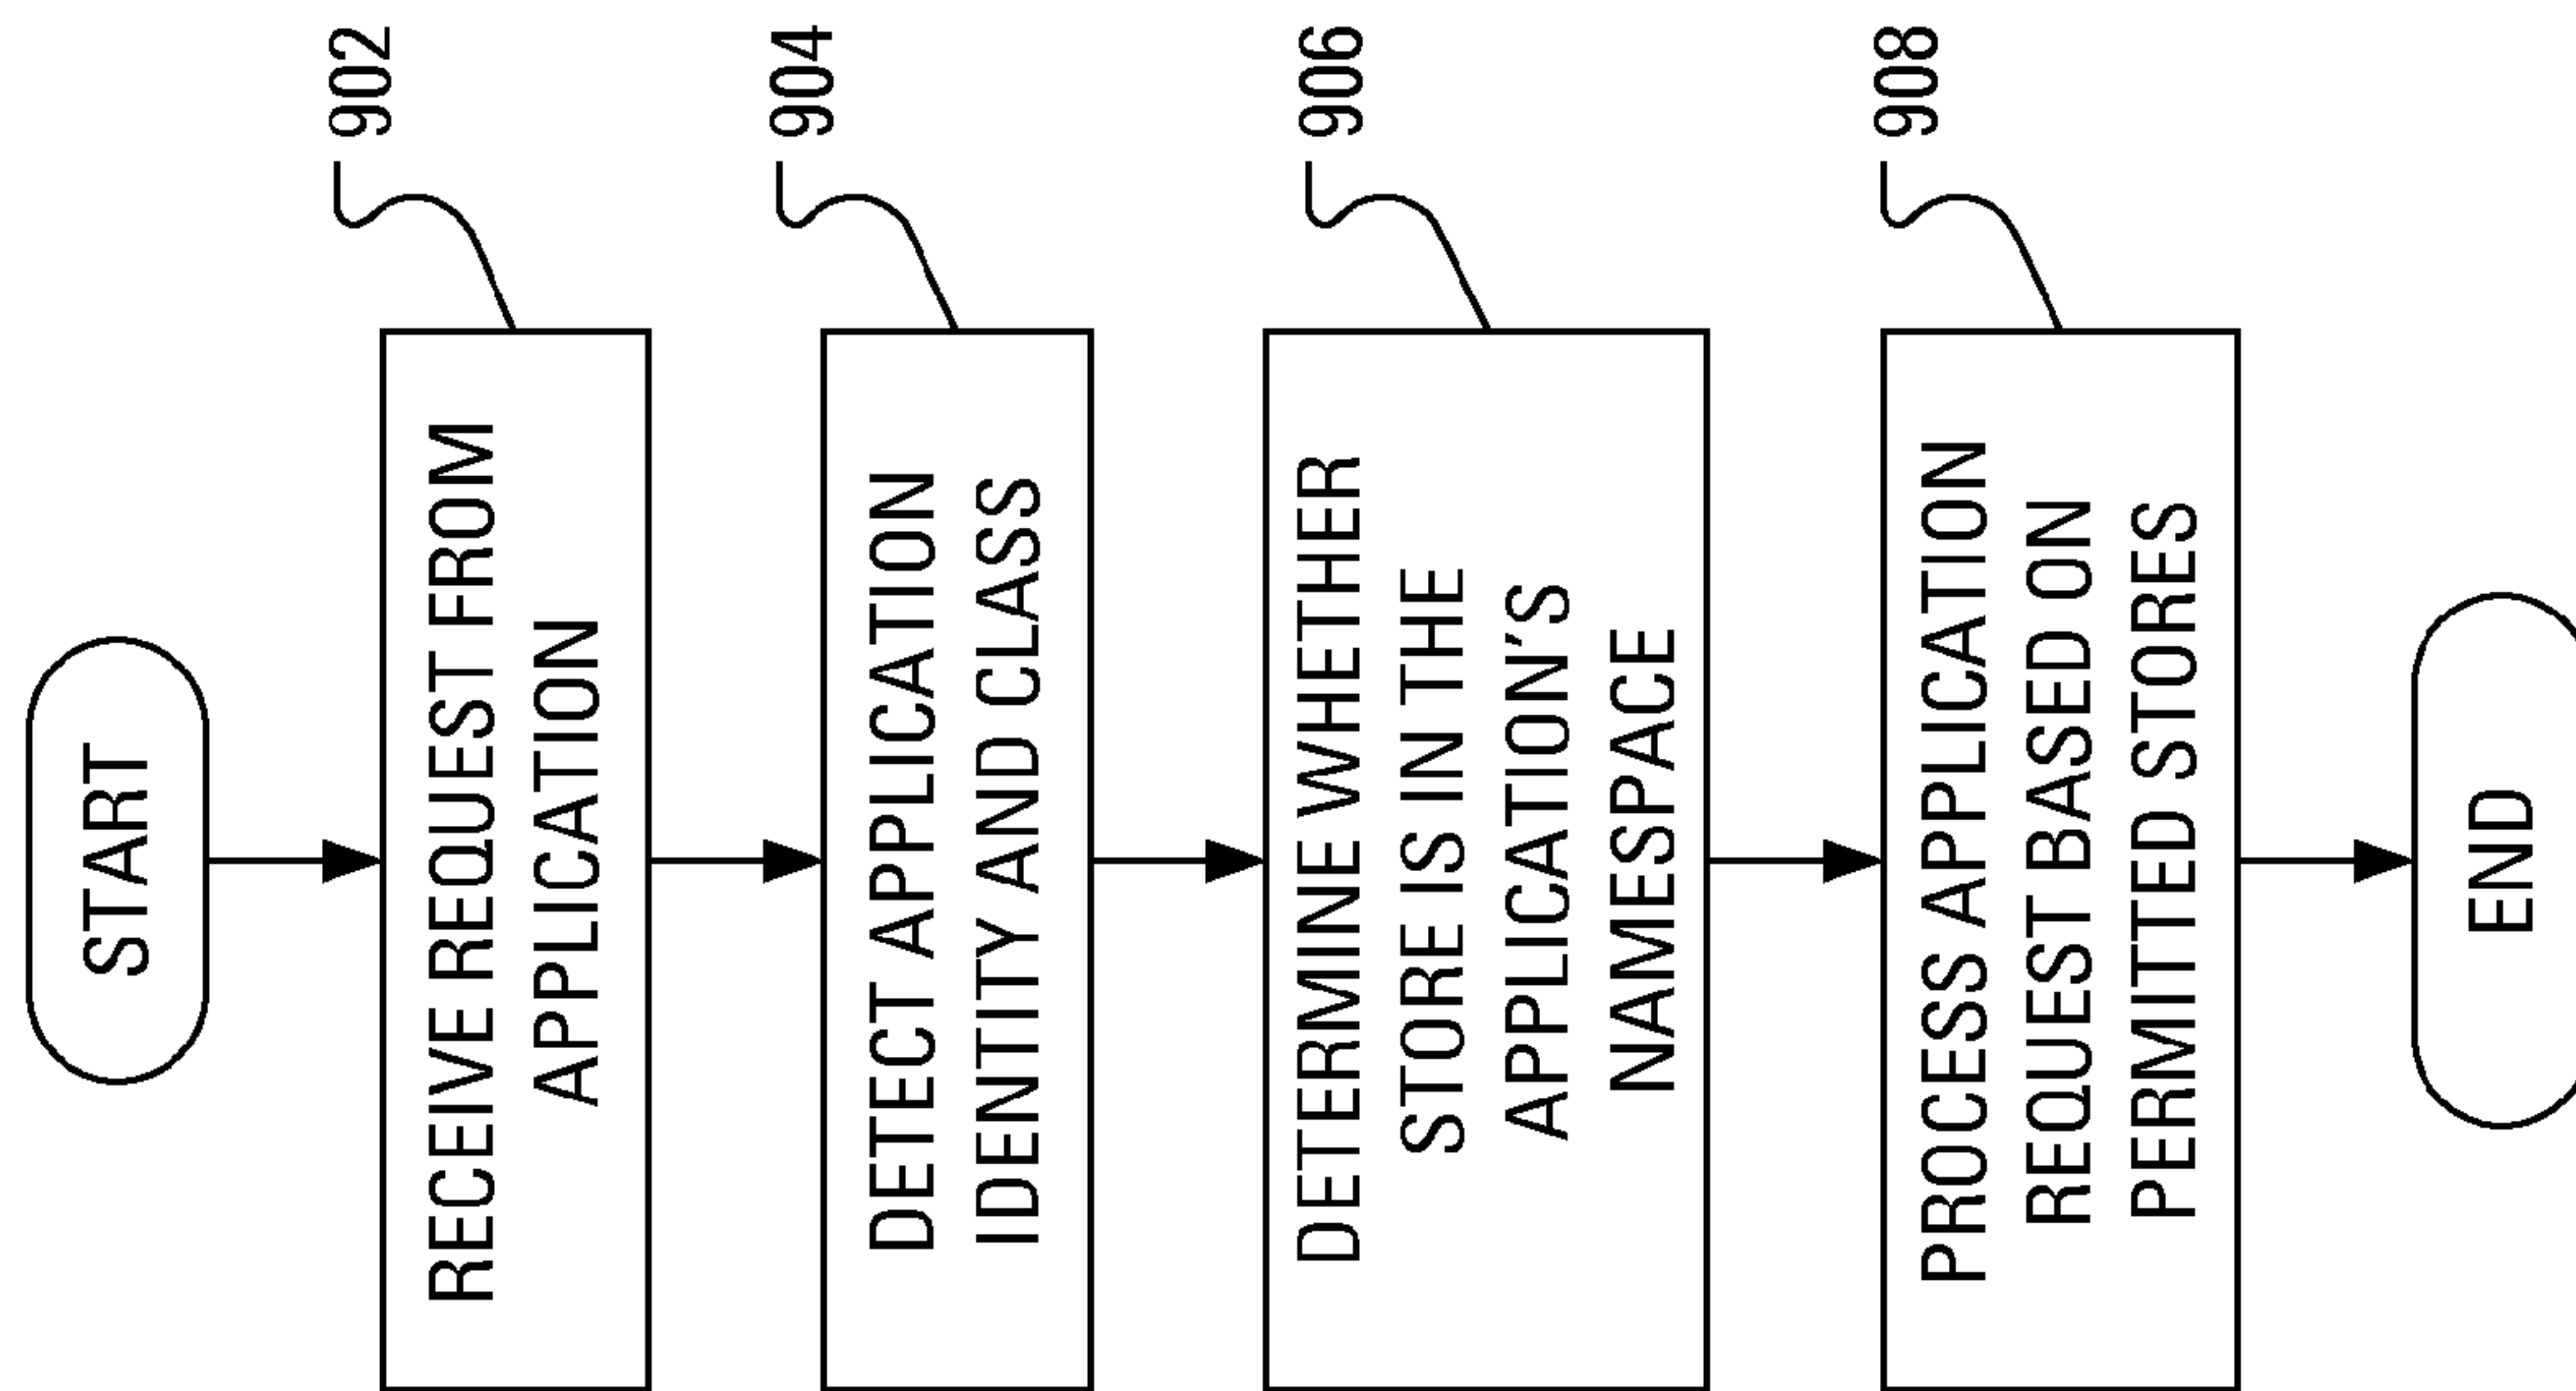 START
902
RECEIVE REQUEST FROM
APPLICATION
904
DETECT APPLICATION
IDENTITY AND CLASS
906
DETERMINE WHETHER
STORE IS IN THE
APPLICATION'S
NAMESPACE
908
PROCESS APPLICATION
REQUEST BASED ON
PERMITTED STORES
END